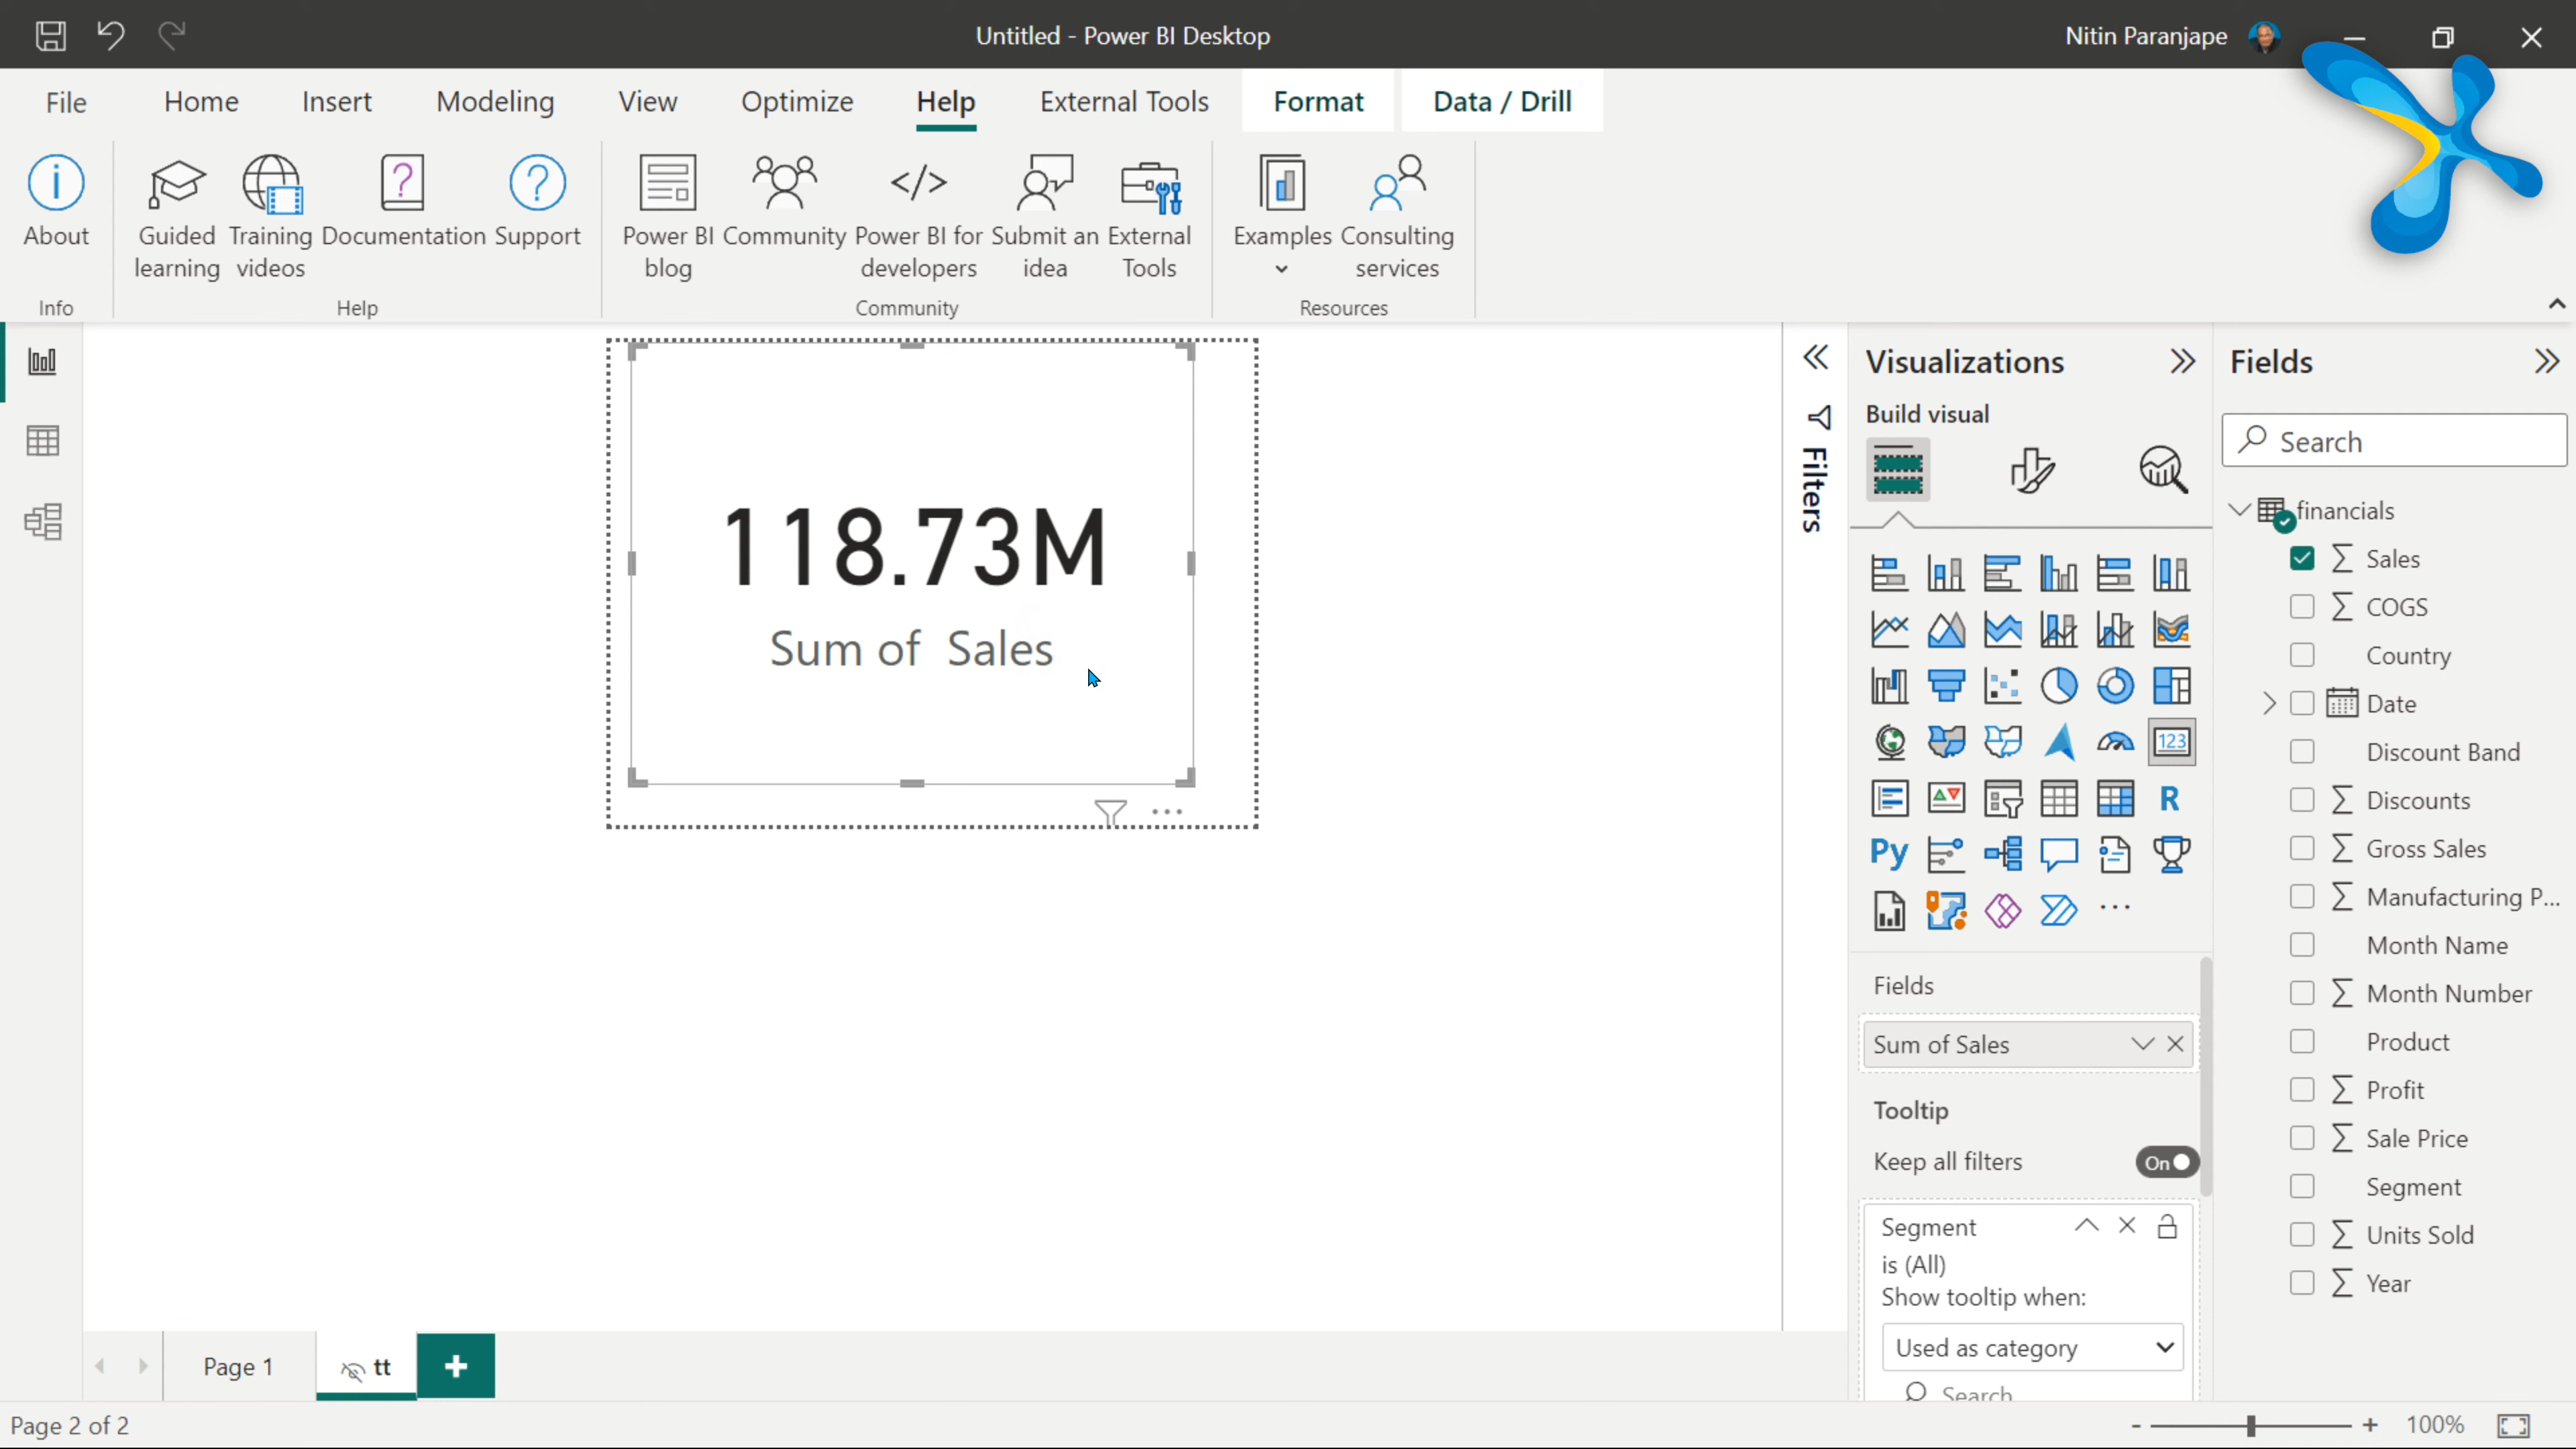 Untitled - Power BI Desktop
Nitin Paranjape
File Home Insert Modeling View Optimize Help External Tools Format Data / Drill
About
Guided learning
Training videos
Documentation
Support
Power BI blog
Community
Power BI for developers
Submit an idea
External Tools
Examples
Consulting services
Info
Help
Community
Resources
118.73M
Sum of Sales
Filters
Visualizations
Build visual
123
R
Py
Fields
Sum of Sales
Tooltip
Keep all filters
On
Segment
is (All)
Show tooltip when:
Used as category
Search
Fields
Search
financials
Sales
COGS
Country
Date
Discount Band
Discounts
Gross Sales
Manufacturing P...
Month Name
Month Number
Product
Profit
Sale Price
Segment
Units Sold
Year
Page 1
tt
Page 2 of 2
- + 100%